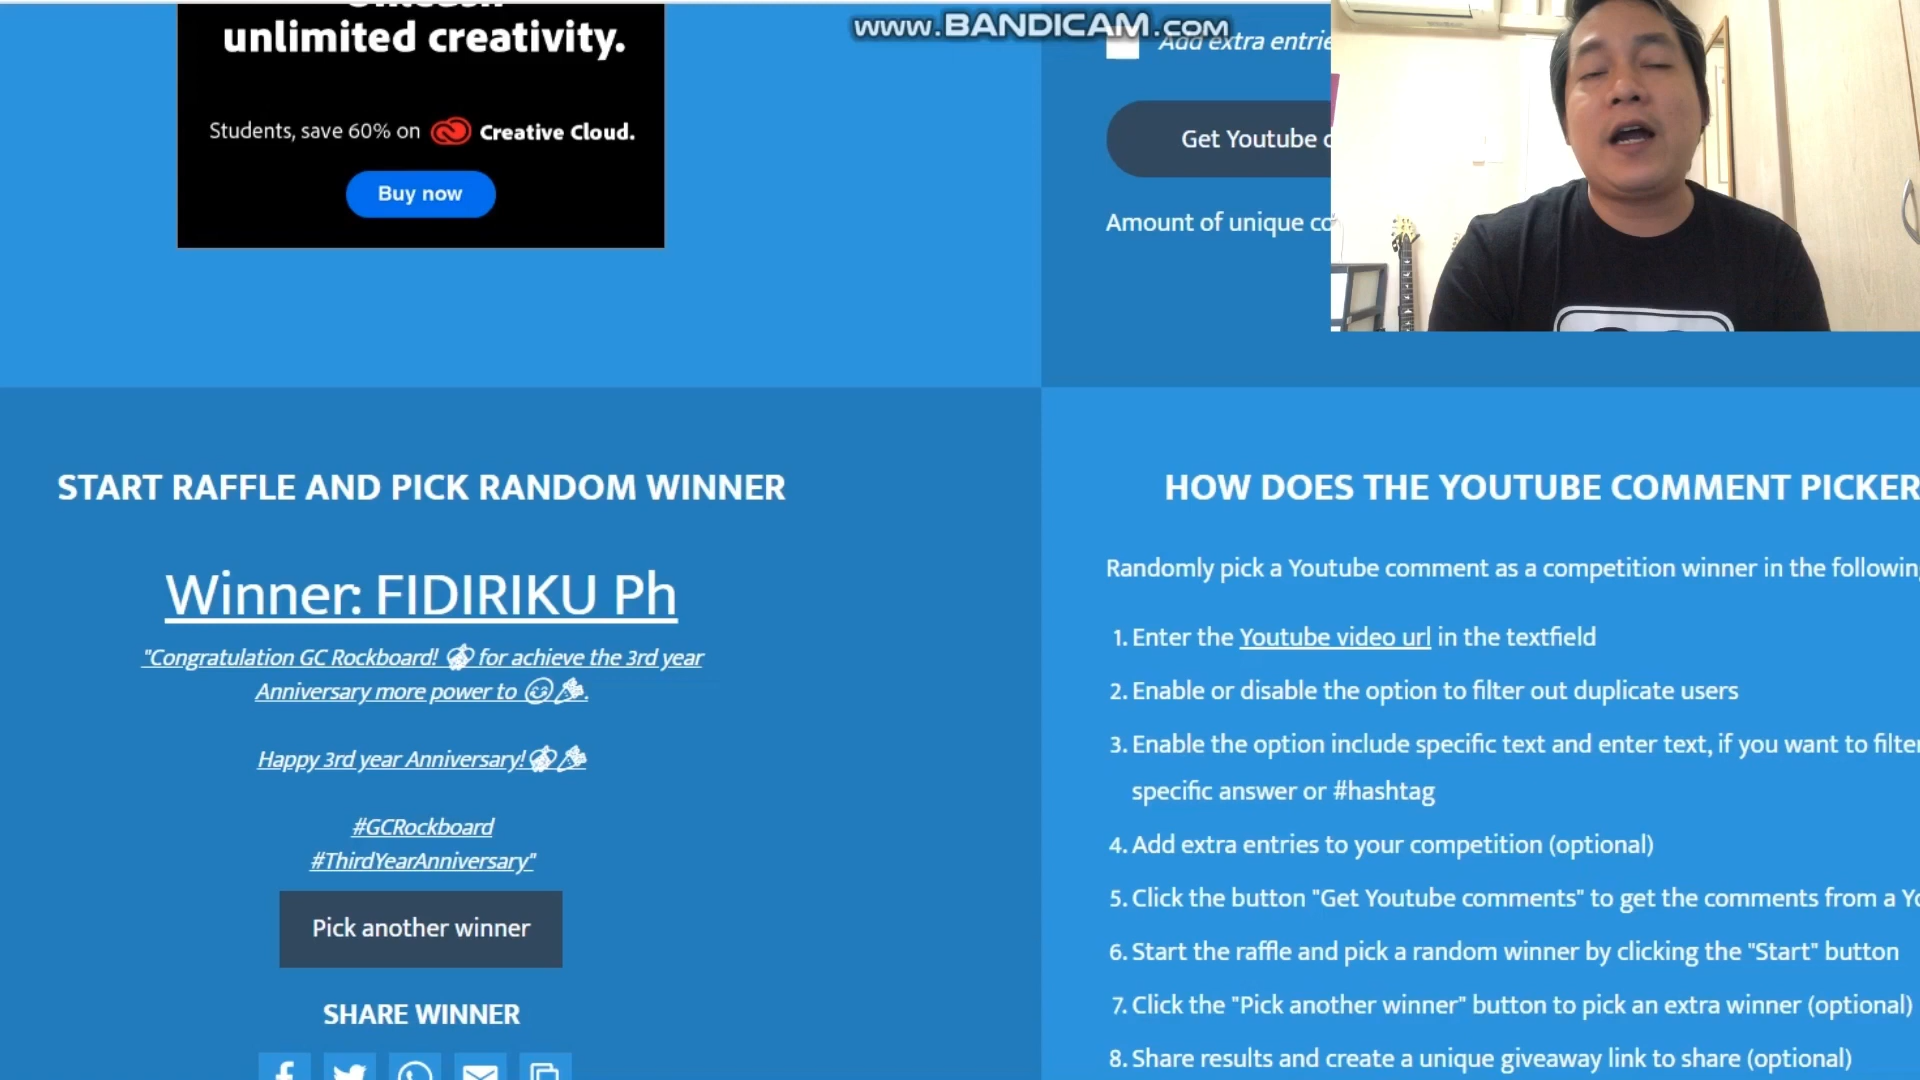 unlimited creativity.
Students, save 60% on Creative Cloud.
Buy now
www.BANDICAM.com
Add extra entrie
Get Youtube c
Amount of unique co
START RAFFLE AND PICK RANDOM WINNER
Winner: FIDIRIKU Ph
"Congratulation GC Rockboard! for achieve the 3rd year
Anniversary more power to .
Happy 3rd year Anniversary!
#GCRockboard
#ThirdYearAnniversary"
Pick another winner
SHARE WINNER
HOW DOES THE YOUTUBE COMMENT PICKER
Randomly pick a Youtube comment as a competition winner in the following
1. Enter the Youtube video url in the textfield
2. Enable or disable the option to filter out duplicate users
3. Enable the option include specific text and enter text, if you want to filter
specific answer or #hashtag
4. Add extra entries to your competition (optional)
5. Click the button "Get Youtube comments" to get the comments from a Yo
6. Start the raffle and pick a random winner by clicking the "Start" button
7. Click the "Pick another winner" button to pick an extra winner (optional)
8. Share results and create a unique giveaway link to share (optional)